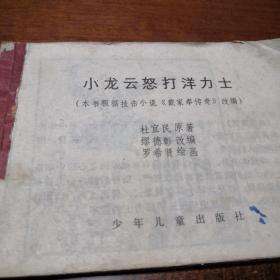 小龙云怒打洋力士
(本书根据技击小说《戳家拳传奇》改编)
杜宜民 原著
缪德彰 改编
罗希贤 绘画
少年儿童出版社